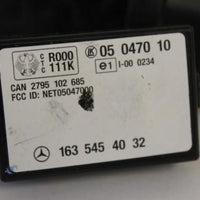 R000 05 0470 10
CTC 111K e1 I-00 0234
CAN 2795 102 685
FCC ID: NET05047000
163 545 40 32